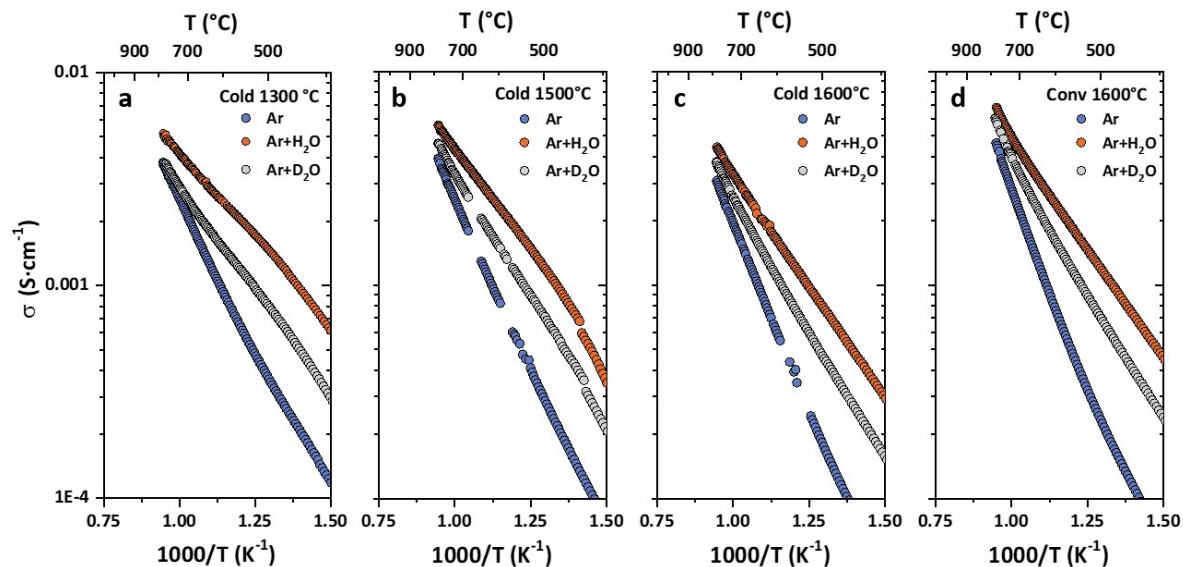 T (°C) T (°C) T (°C) T (°C)
900 700 500 900 700 500 900 700 500 900 700 500
0.01
a Cold 1300 °C b Cold 1500°C c Cold 1600°C d Conv 1600°C
Ar Ar Ar Ar
Ar+H₂O Ar+H₂O Ar+H₂O Ar+H₂O
Ar+D₂O Ar+D₂O Ar+D₂O Ar+D₂O
σ (S·cm⁻¹)
0.001
1E-4
0.75 1.00 1.25 1.50 0.75 1.00 1.25 1.50 0.75 1.00 1.25 1.50 0.75 1.00 1.25 1.50
1000/T (K⁻¹) 1000/T (K⁻¹) 1000/T (K⁻¹) 1000/T (K⁻¹)